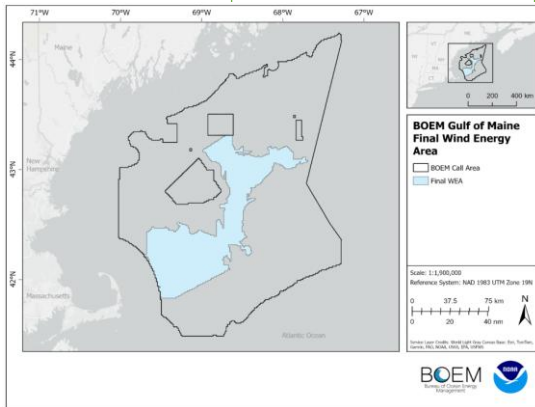 71°W
70°W
69°W
68°W
67°W
44°N
43°N
42°N
Maine
New
Hampshire
Massachusetts
Atlantic Ocean
0 200 400 km
BOEM Gulf of Maine
Final Wind Energy
Area
BOEM Call Area
Final WEA
Scale: 1:1,900,000
Reference System: NAD 1983 UTM Zone 19N
0 37.5 75 km
0 20 40 nm
N
BOEM
Bureau of Ocean Energy
Management
NOAA